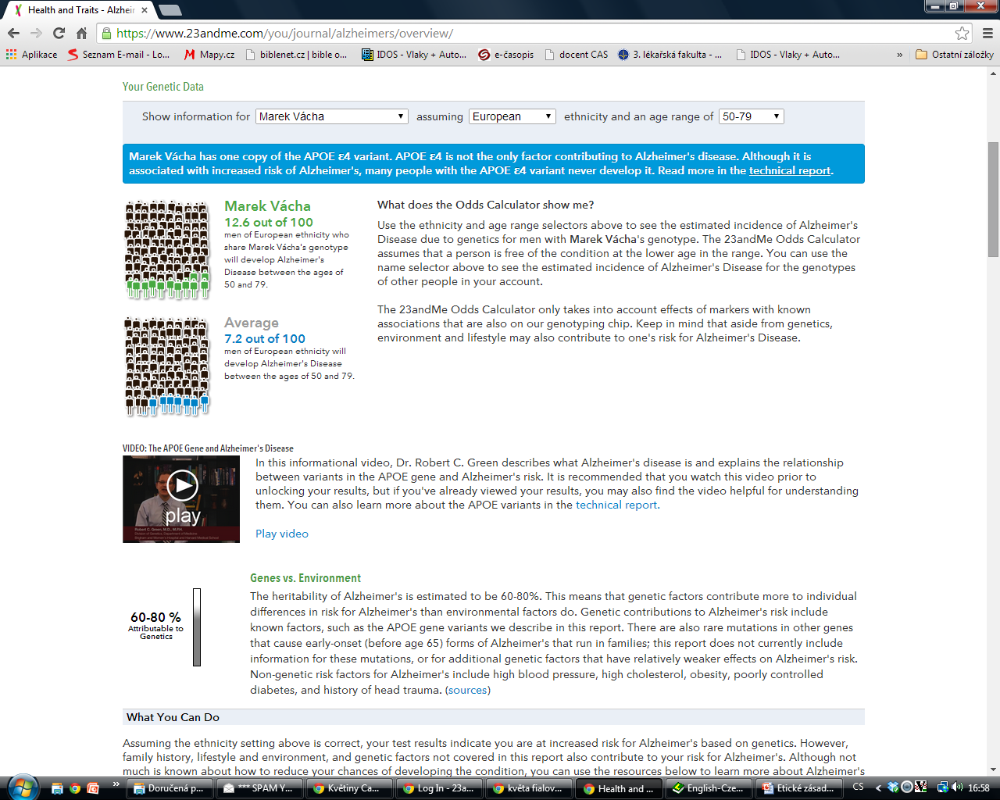 Health and Traits - Alzhei
https://www.23andme.com/you/journal/alzheimers/overview/
Aplikace Seznam E-mail - Lo... Mapy.cz biblenet.cz | bible o... IDOS - Vlaky + Auto... e-časopis docent CAS 3. lékařská fakulta - ... IDOS - Vlaky + Auto... » Ostatní záložky
Your Genetic Data
Show information for Marek Vácha assuming European ethnicity and an age range of 50-79
Marek Vácha has one copy of the APOE ε4 variant. APOE ε4 is not the only factor contributing to Alzheimer's disease. Although it is
associated with increased risk of Alzheimer's, many people with the APOE ε4 variant never develop it. Read more in the technical report.
Marek Vácha
12.6 out of 100
men of European ethnicity who
share Marek Vácha's genotype
will develop Alzheimer's
Disease between the ages of
50 and 79.
Average
7.2 out of 100
men of European ethnicity will
develop Alzheimer's Disease
between the ages of 50 and 79.
What does the Odds Calculator show me?
Use the ethnicity and age range selectors above to see the estimated incidence of Alzheimer's
Disease due to genetics for men with Marek Vácha's genotype. The 23andMe Odds Calculator
assumes that a person is free of the condition at the lower age in the range. You can use the
name selector above to see the estimated incidence of Alzheimer's Disease for the genotypes
of other people in your account.
The 23andMe Odds Calculator only takes into account effects of markers with known
associations that are also on our genotyping chip. Keep in mind that aside from genetics,
environment and lifestyle may also contribute to one's risk for Alzheimer's Disease.
VIDEO: The APOE Gene and Alzheimer's Disease
play
Robert C. Green, M.D., M.P.H.
Division of Genetics, Department of Medicine
Brigham and Women's Hospital and Harvard Medical School
In this informational video, Dr. Robert C. Green describes what Alzheimer's disease is and explains the relationship
between variants in the APOE gene and Alzheimer's risk. It is recommended that you watch this video prior to
unlocking your results, but if you've already viewed your results, you may also find the video helpful for understanding
them. You can also learn more about the APOE variants in the technical report.
Play video
60-80 %
Attributable to
Genetics
Genes vs. Environment
The heritability of Alzheimer's is estimated to be 60-80%. This means that genetic factors contribute more to individual
differences in risk for Alzheimer's than environmental factors do. Genetic contributions to Alzheimer's risk include
known factors, such as the APOE gene variants we describe in this report. There are also rare mutations in other genes
that cause early-onset (before age 65) forms of Alzheimer's that run in families; this report does not currently include
information for these mutations, or for additional genetic factors that have relatively weaker effects on Alzheimer's risk.
Non-genetic risk factors for Alzheimer's include high blood pressure, high cholesterol, obesity, poorly controlled
diabetes, and history of head trauma. (sources)
What You Can Do
Assuming the ethnicity setting above is correct, your test results indicate you are at increased risk for Alzheimer's based on genetics. However,
family history, lifestyle and environment, and genetic factors not covered in this report also contribute to your risk for Alzheimer's. Although not
much is known about how to reduce your chances of developing the condition, you can use the resources below to learn more about Alzheimer's
» Doručená p... *** SPAM Y... Květiny Ca... Log In - 23a... květa fialov... Health and ... English-Cze... Etické zásad... CS 16:58